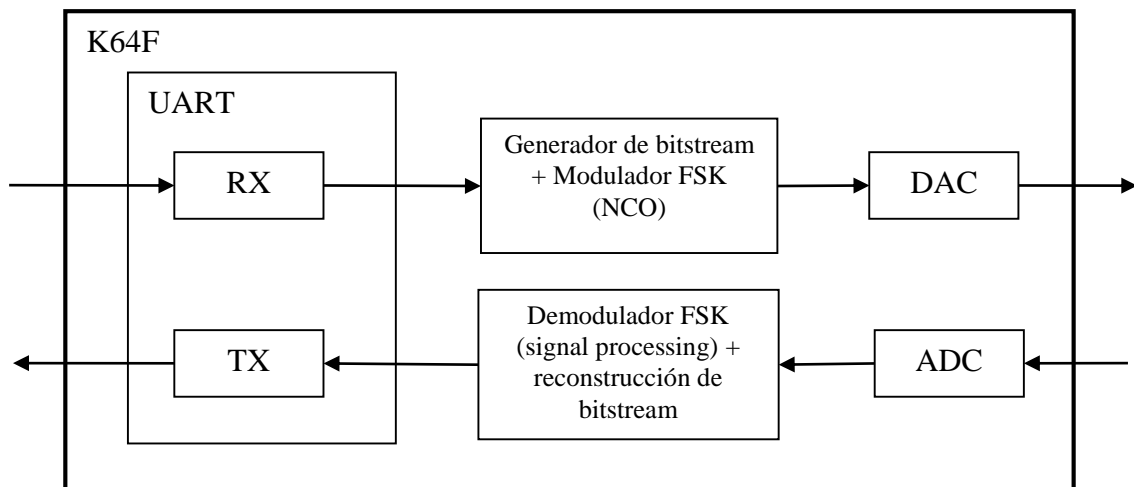 K64F
UART
RX
Generador de bitstream
+ Modulador FSK
(NCO)
DAC
TX
Demodulador FSK
(signal processing) +
reconstrucción de
bitstream
ADC